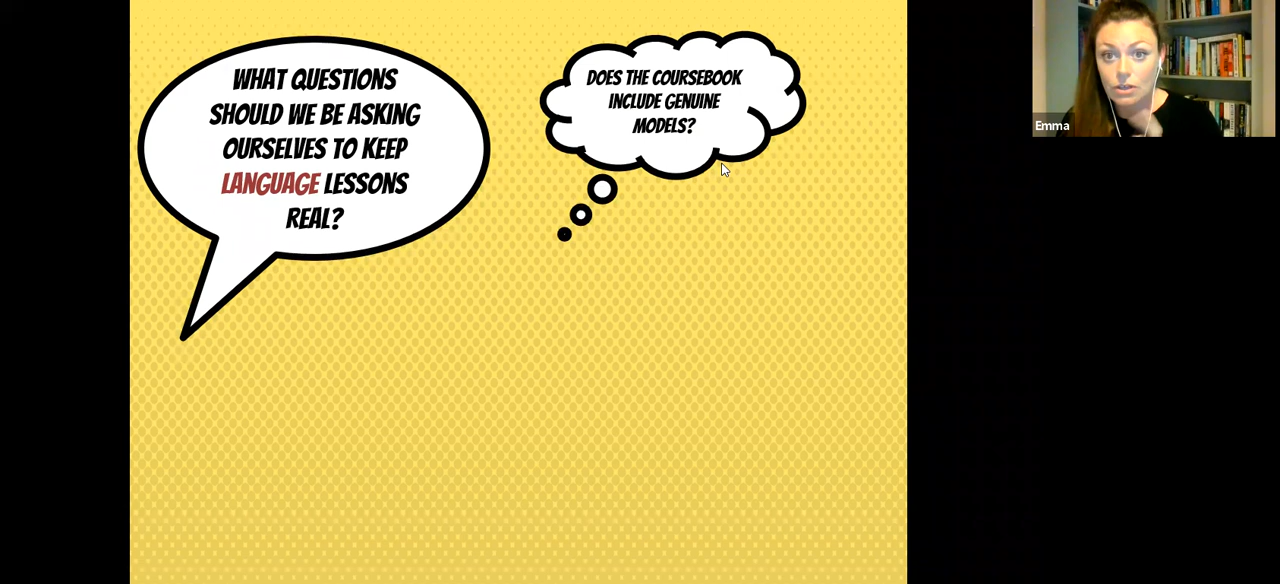 WHAT QUESTIONS
SHOULD WE BE ASKING
OURSELVES TO KEEP
LANGUAGE LESSONS
REAL?
DOES THE COURSEBOOK
INCLUDE GENUINE
MODELS?
Emma